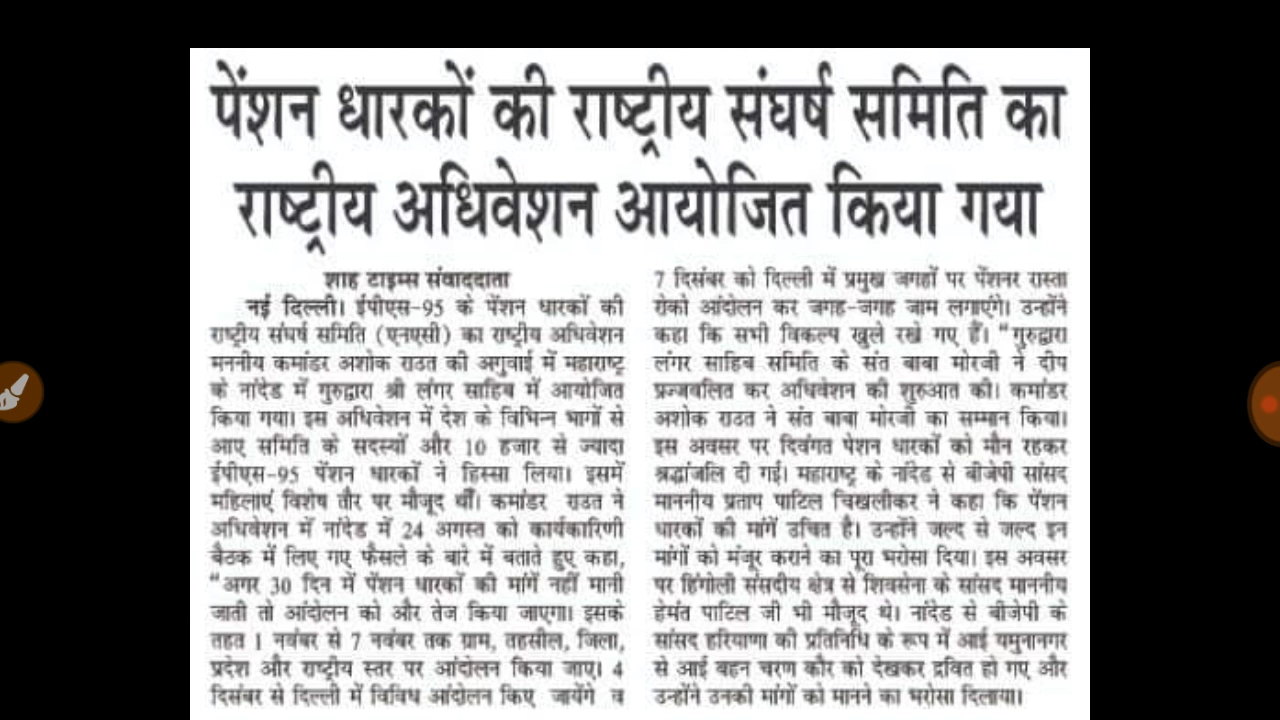 पेंशन धारकों की राष्ट्रीय संघर्ष समिति का
राष्ट्रीय अधिवेशन आयोजित किया गया
शाह टाइम्स संवाददाता
नई दिल्ली। ईपीएस-95 के पेंशन धारकों की
राष्ट्रीय संघर्ष समिति (एनएसी) का राष्ट्रीय अधिवेशन
मननीय कमांडर अशोक राउत की अगुवाई में महाराष्ट्र
के नांदेड में गुरुद्वारा श्री लंगर साहिब में आयोजित
किया गया। इस अधिवेशन में देश के विभिन्न भागों से
आए समिति के सदस्यों और 10 हजार से ज्यादा
ईपीएस-95 पेंशन धारकों ने हिस्सा लिया। इसमें
महिलाएं विशेष तौर पर मौजूद थीं। कमांडर राउत ने
अधिवेशन में नांदेड में 24 अगस्त को कार्यकारिणी
बैठक में लिए गए फैसले के बारे में बताते हुए कहा,
"अगर 30 दिन में पेंशन धारकों की मांगें नहीं मानी
जाती तो आंदोलन को और तेज किया जाएगा। इसके
तहत 1 नवंबर से 7 नवंबर तक ग्राम, तहसील, जिला,
प्रदेश और राष्ट्रीय स्तर पर आंदोलन किया जाए। 4
दिसंबर से दिल्ली में विविध आंदोलन किए जायेंगे व
7 दिसंबर को दिल्ली में प्रमुख जगहों पर पेंशनर रास्ता
रोको आंदोलन कर जगह-जगह जाम लगाएंगे। उन्होंने
कहा कि सभी विकल्प खुले रखे गए हैं। "गुरुद्वारा
लंगर साहिब समिति के संत बाबा मोरजी ने दीप
प्रज्जवलित कर अधिवेशन की शुरुआत की। कमांडर
अशोक राउत ने संत बाबा मोरजी का सम्मान किया।
इस अवसर पर दिवंगत पेशन धारकों को मौन रहकर
श्रद्धांजलि दी गई। महाराष्ट्र के नांदेड से बीजेपी सांसद
माननीय प्रताप पाटिल चिखलीकर ने कहा कि पेंशन
धारकों की मांगें उचित है। उन्होंने जल्द से जल्द इन
मांगों को मंजूर कराने का पूरा भरोसा दिया। इस अवसर
पर हिंगोली संसदीय क्षेत्र से शिवसेना के सांसद माननीय
हेमंत पाटिल जी भी मौजूद थे। नांदेड से बीजेपी के
सांसद हरियाणा की प्रतिनिधि के रूप में आई यमुनानगर
से आई बहन चरण कौर को देखकर द्रवित हो गए और
उन्होंने उनकी मांगों को मानने का भरोसा दिलाया।